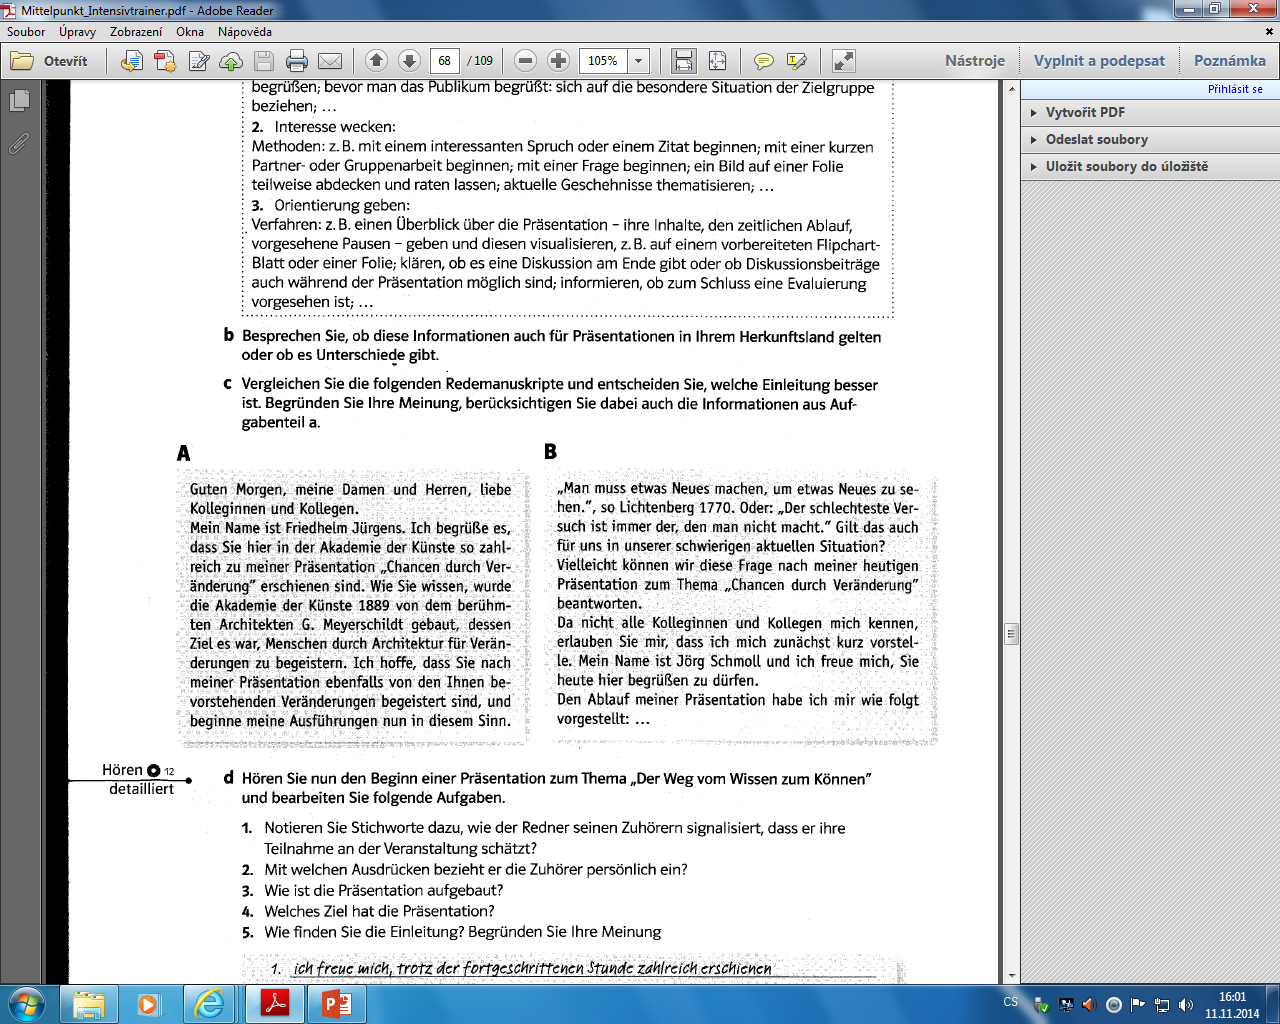 Mittelpunkt_Intensivtrainer.pdf - Adobe Reader
Soubor Úpravy Zobrazení Okna Nápověda
Otevřít 68 / 109 105% Nástroje Vyplnit a podepsat Poznámka
Přihlásit se
Vytvořit PDF
Odeslat soubory
Uložit soubory do úložiště
begrüßen; bevor man das Publikum begrüßt: sich auf die besondere Situation der Zielgruppe
beziehen; ...
2. Interesse wecken:
Methoden: z. B. mit einem interessanten Spruch oder einem Zitat beginnen; mit einer kurzen
Partner- oder Gruppenarbeit beginnen; mit einer Frage beginnen; ein Bild auf einer Folie
teilweise abdecken und raten lassen; aktuelle Geschehnisse thematisieren; ...
3. Orientierung geben:
Verfahren: z. B. einen Überblick über die Präsentation – ihre Inhalte, den zeitlichen Ablauf,
vorgesehene Pausen – geben und diesen visualisieren, z. B. auf einem vorbereiteten Flipchart-
Blatt oder einer Folie; klären, ob es eine Diskussion am Ende gibt oder ob Diskussionsbeiträge
auch während der Präsentation möglich sind; informieren, ob zum Schluss eine Evaluierung
vorgesehen ist; ...
b Besprechen Sie, ob diese Informationen auch für Präsentationen in Ihrem Herkunftsland gelten
oder ob es Unterschiede gibt.
c Vergleichen Sie die folgenden Redemanuskripte und entscheiden Sie, welche Einleitung besser
ist. Begründen Sie Ihre Meinung, berücksichtigen Sie dabei auch die Informationen aus Auf-
gabenteil a.
A
Guten Morgen, meine Damen und Herren, liebe
Kolleginnen und Kollegen.
Mein Name ist Friedhelm Jürgens. Ich begrüße es,
dass Sie hier in der Akademie der Künste so zahl-
reich zu meiner Präsentation „Chancen durch Ver-
änderung" erschienen sind. Wie Sie wissen, wurde
die Akademie der Künste 1889 von dem berühm-
ten Architekten G. Meyerschildt gebaut, dessen
Ziel es war, Menschen durch Architektur für Verän-
derungen zu begeistern. Ich hoffe, dass Sie nach
meiner Präsentation ebenfalls von den Ihnen be-
vorstehenden Veränderungen begeistert sind, und
beginne meine Ausführungen nun in diesem Sinn.
B
„Man muss etwas Neues machen, um etwas Neues zu se-
hen.", so Lichtenberg 1770. Oder: „Der schlechteste Ver-
such ist immer der, den man nicht macht." Gilt das auch
für uns in unserer schwierigen aktuellen Situation?
Vielleicht können wir diese Frage nach meiner heutigen
Präsentation zum Thema „Chancen durch Veränderung"
beantworten.
Da nicht alle Kolleginnen und Kollegen mich kennen,
erlauben Sie mir, dass ich mich zunächst kurz vorstel-
le. Mein Name ist Jörg Schmoll und ich freue mich, Sie
heute hier begrüßen zu dürfen.
Den Ablauf meiner Präsentation habe ich mir wie folgt
vorgestellt: ...
Hören 12
detailliert
d Hören Sie nun den Beginn einer Präsentation zum Thema „Der Weg vom Wissen zum Können"
und bearbeiten Sie folgende Aufgaben.
1. Notieren Sie Stichworte dazu, wie der Redner seinen Zuhörern signalisiert, dass er ihre
Teilnahme an der Veranstaltung schätzt?
2. Mit welchen Ausdrücken bezieht er die Zuhörer persönlich ein?
3. Wie ist die Präsentation aufgebaut?
4. Welches Ziel hat die Präsentation?
5. Wie finden Sie die Einleitung? Begründen Sie Ihre Meinung
1. ich freue mich, trotz der fortgeschrittenen Stunde zahlreich erschienen
CS 16:01
11.11.2014